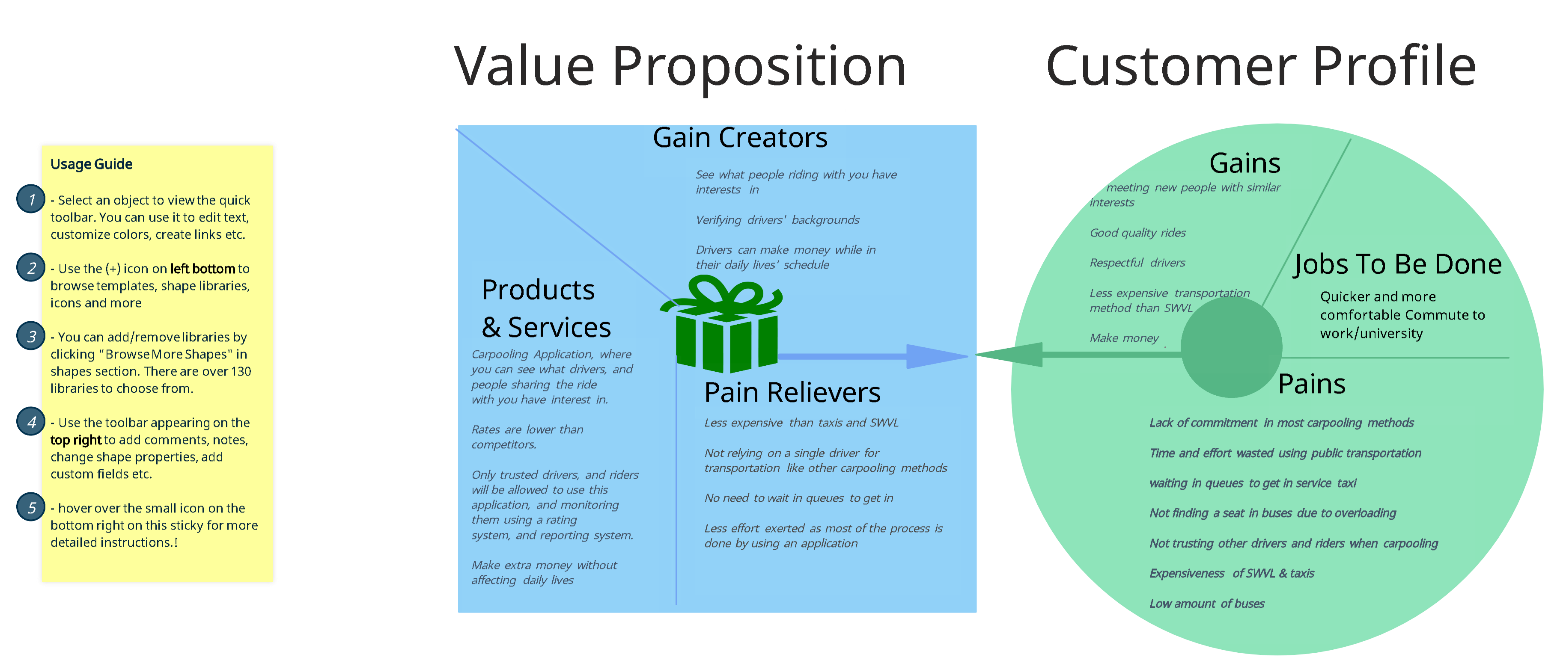 Value Proposition
Customer Profile
Usage Guide
1
- Select an object to view the quick
toolbar. You can use it to edit text,
customize colors, create links etc.
2
- Use the (+) icon on left bottom to
browse templates, shape libraries,
icons and more
3
- You can add/remove libraries by
clicking "Browse More Shapes" in
shapes section. There are over 130
libraries to choose from.
4
- Use the toolbar appearing on the
top right to add comments, notes,
change shape properties, add
custom fields etc.
5
- hover over the small icon on the
bottom right on this sticky for more
detailed instructions.!
Gain Creators
See what people riding with you have
interests in
Verifying drivers' backgrounds
Drivers can make money while in
their daily lives' schedule
Products
& Services
Carpooling Application, where
you can see what drivers, and
people sharing the ride
with you have interest in.
Rates are lower than
competitors.
Only trusted drivers, and riders
will be allowed to use this
application, and monitoring
them using a rating
system, and reporting system.
Make extra money without
affecting daily lives
Pain Relievers
Less expensive than taxis and SWVL
Not relying on a single driver for
transportation like other carpooling methods
No need to wait in queues to get in
Less effort exerted as most of the process is
done by using an application
Gains
meeting new people with similar
interests
Good quality rides
Respectful drivers
Less expensive transportation
method than SWVL
Make money .
Jobs To Be Done
Quicker and more
comfortable Commute to
work/university
Pains
Lack of commitment in most carpooling methods
Time and effort wasted using public transportation
waiting in queues to get in service taxi
Not finding a seat in buses due to overloading
Not trusting other drivers and riders when carpooling
Expensiveness of SWVL & taxis
Low amount of buses